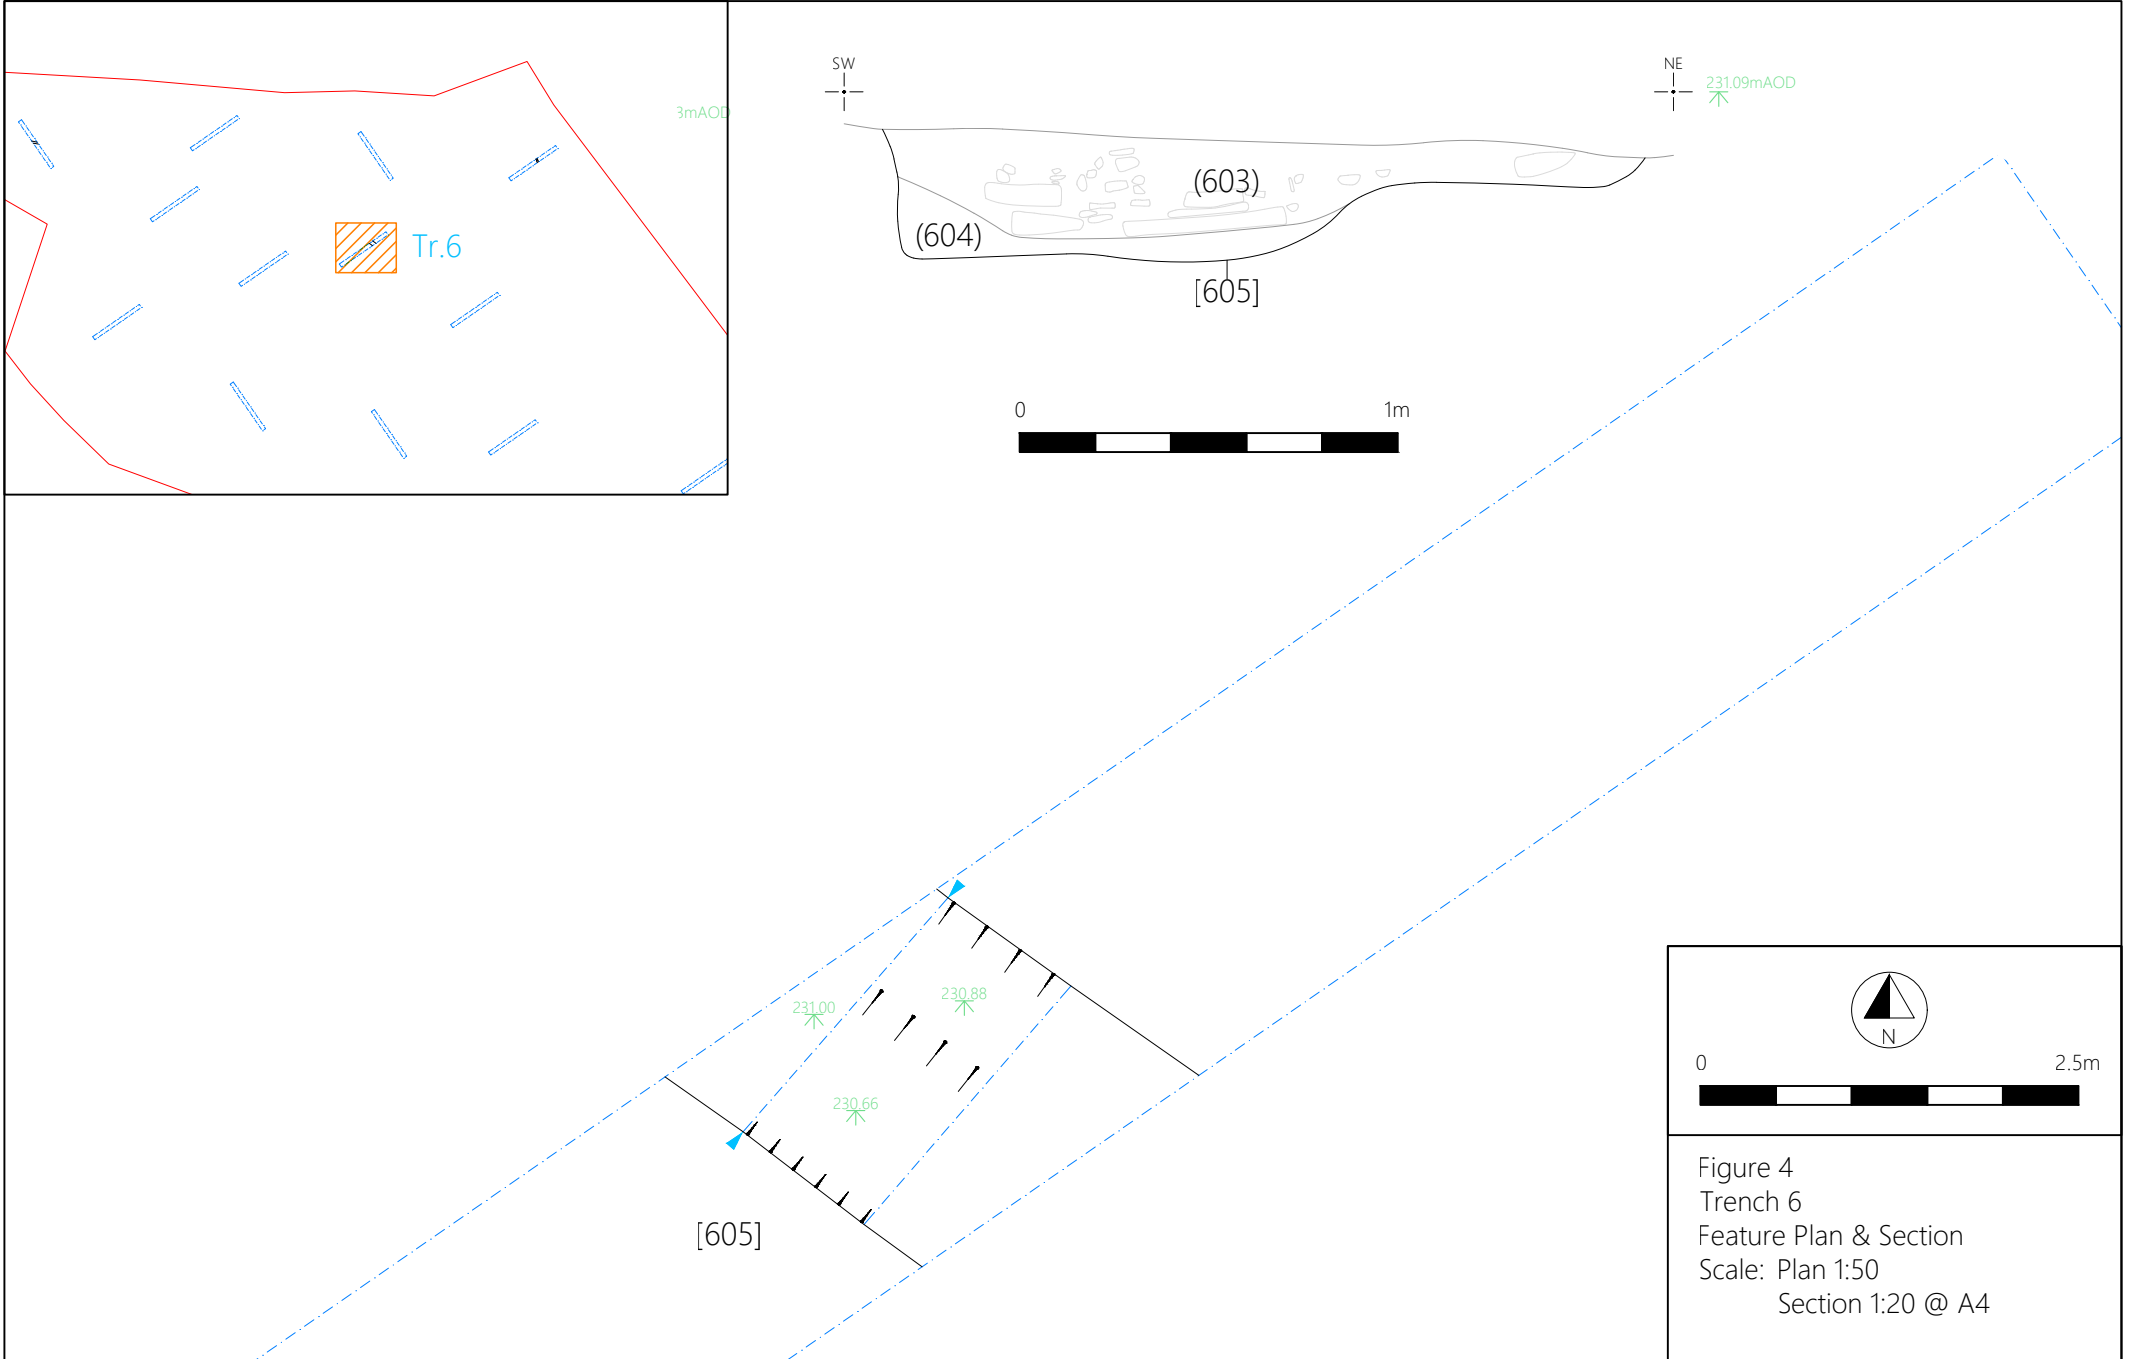 3mAOD
Tr.6
SW
NE
231.09mAOD
(603)
(604)
[605]
0
1m
231.00
230.88
230.66
[605]
N
0
2.5m
Figure 4
Trench 6
Feature Plan & Section
Scale: Plan 1:50
Section 1:20 @ A4